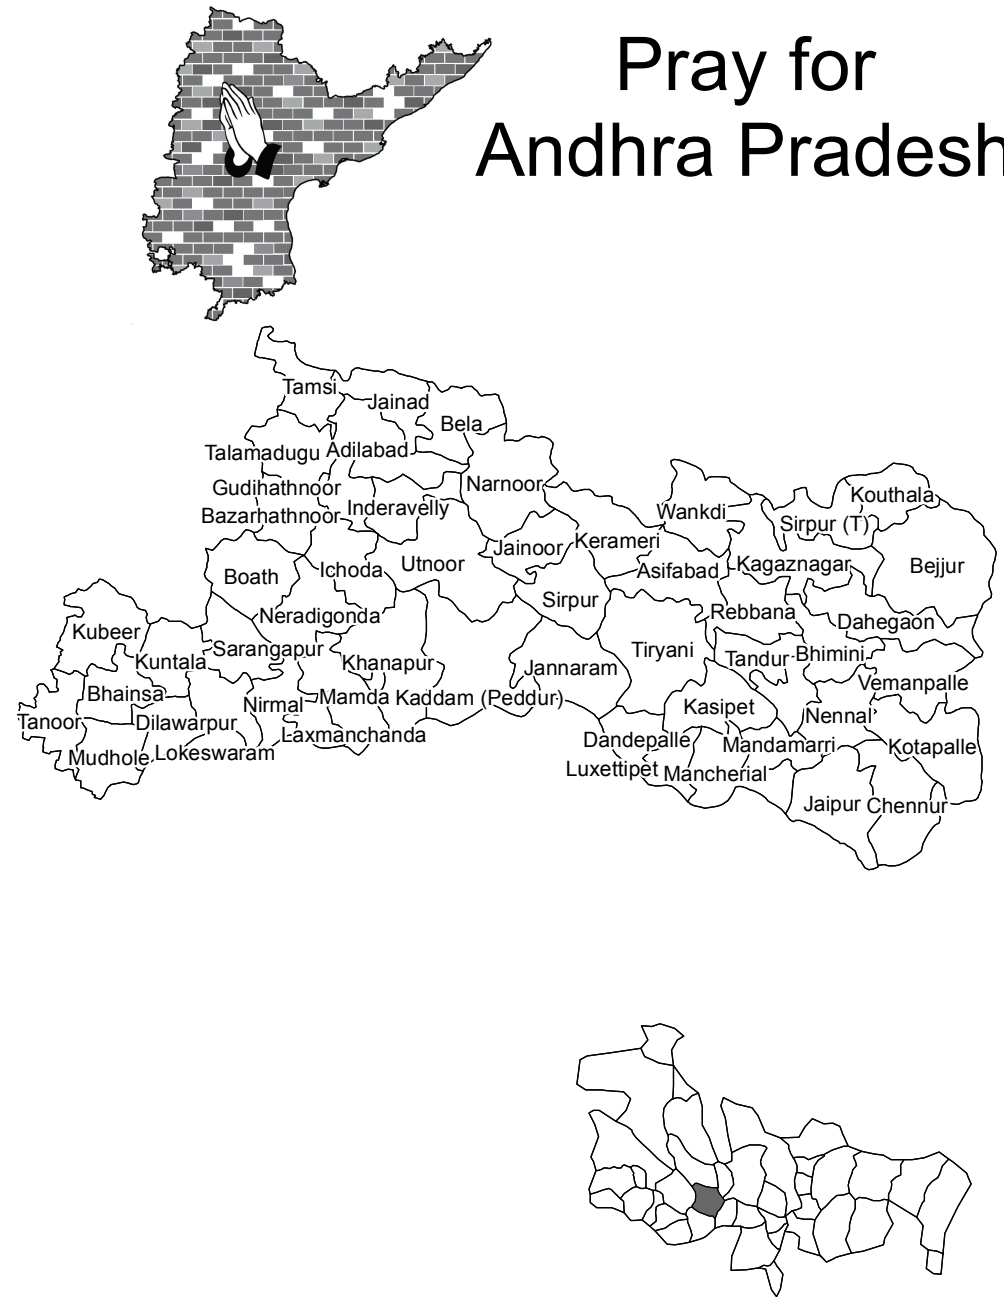 Pray for
Andhra Pradesh
Tamsi
Jainad
Bela
Talamadugu
Adilabad
Gudihathnoor
Narnoor
Bazarhathnoor
Inderavelly
Wankdi
Kouthala
Sirpur (T)
Jainoor
Kerameri
Boath
Ichoda
Utnoor
Asifabad
Kagaznagar
Bejjur
Sirpur
Neradigonda
Rebbana
Dahegaon
Kubeer
Sarangapur
Kuntala
Khanapur
Jannaram
Tiryani
Tandur
Bhimini
Bhainsa
Nirmal
Mamda
Kaddam (Peddur)
Vemanpalle
Kasipet
Nennal
Tanoor
Dilawarpur
Laxmanchanda
Dandepalle
Mandamarri
Kotapalle
Mudhole
Lokeswaram
Luxettipet
Mancherial
Jaipur
Chennur